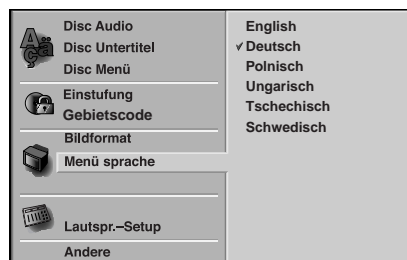 Disc Audio
Disc Untertitel
Disc Menü
Einstufung
Gebietscode
Bildformat
Menü sprache
Lautspr.–Setup
Andere
English
✓ Deutsch
Polnisch
Ungarisch
Tschechisch
Schwedisch